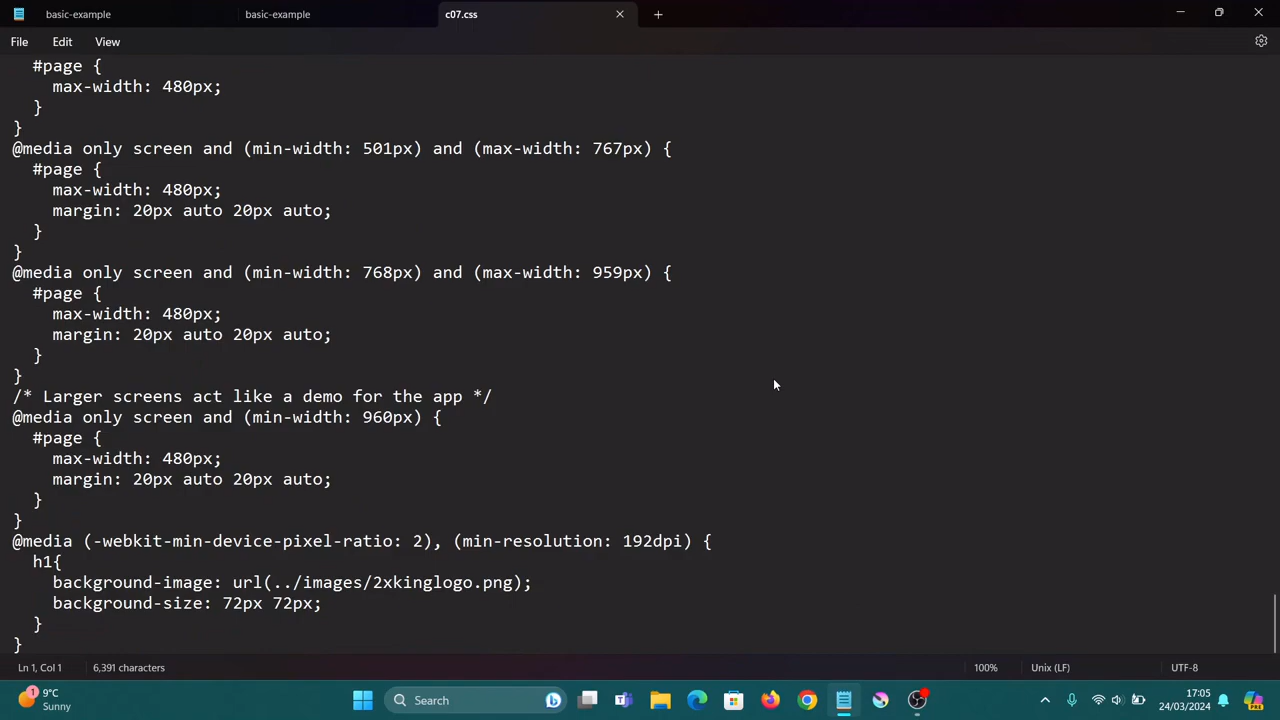 basic-example basic-example c07.css
File Edit View
#page {
max-width: 480px;
}
}
@media only screen and (min-width: 501px) and (max-width: 767px) {
#page {
max-width: 480px;
margin: 20px auto 20px auto;
}
}
@media only screen and (min-width: 768px) and (max-width: 959px) {
#page {
max-width: 480px;
margin: 20px auto 20px auto;
}
}
/* Larger screens act like a demo for the app */
@media only screen and (min-width: 960px) {
#page {
max-width: 480px;
margin: 20px auto 20px auto;
}
}
@media (-webkit-min-device-pixel-ratio: 2), (min-resolution: 192dpi) {
h1{
background-image: url(../images/2xkinglogo.png);
background-size: 72px 72px;
}
}
Ln 1, Col 1 6,391 characters 100% Unix (LF) UTF-8
1 9°C Search 17:05
Sunny 24/03/2024